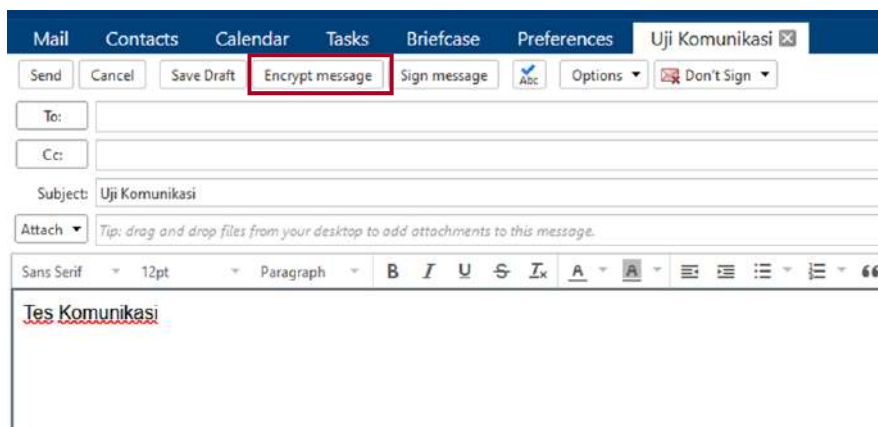 Mail Contacts Calendar Tasks Briefcase Preferences Uji Komunikasi
Send Cancel Save Draft Encrypt message Sign message Abc Options Don't Sign
To:
Cc:
Subject: Uji Komunikasi
Attach Tip: drag and drop files from your desktop to add attachments to this message.
Sans Serif 12pt Paragraph B I U S Tx A A
Tes Komunikasi